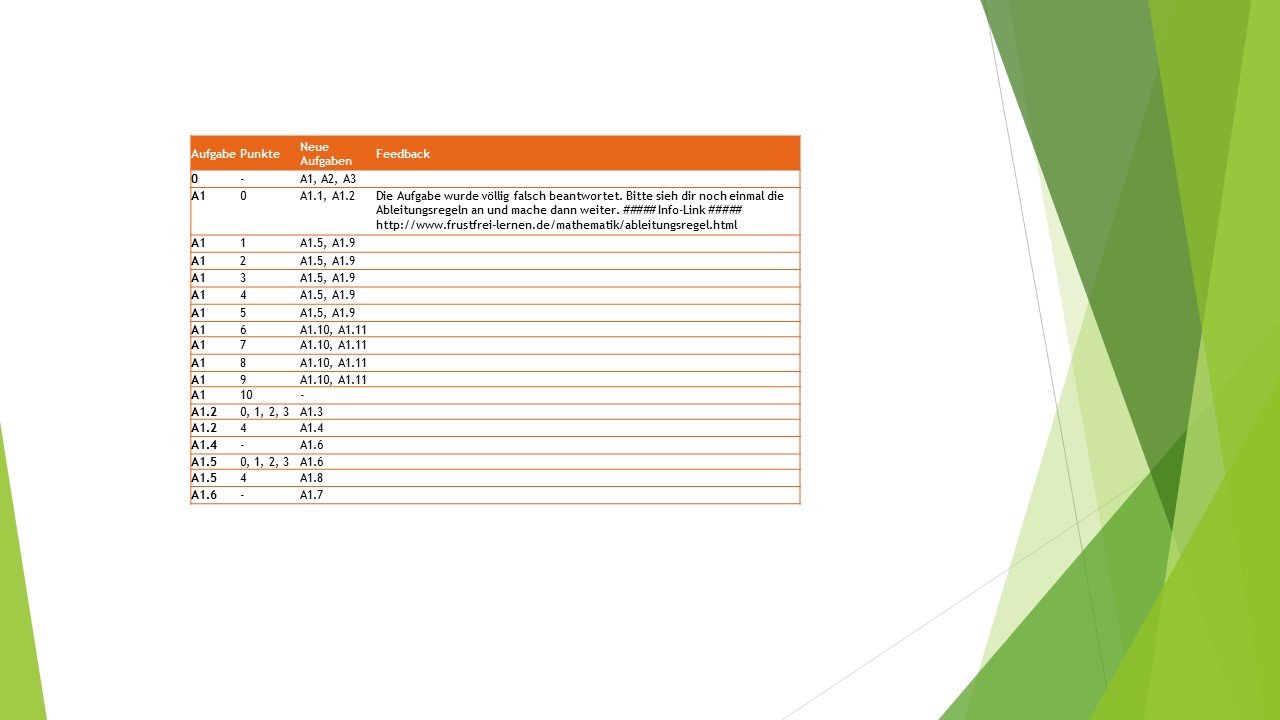 Aufgabe Punkte Neue Aufgaben Feedback
0 - A1, A2, A3
A1 0 A1.1, A1.2 Die Aufgabe wurde völlig falsch beantwortet. Bitte sieh dir noch einmal die
Ableitungsregeln an und mache dann weiter. ##### Info-Link #####
http://www.frustfrei-lernen.de/mathematik/ableitungsregel.html
A1 1 A1.5, A1.9
A1 2 A1.5, A1.9
A1 3 A1.5, A1.9
A1 4 A1.5, A1.9
A1 5 A1.5, A1.9
A1 6 A1.10, A1.11
A1 7 A1.10, A1.11
A1 8 A1.10, A1.11
A1 9 A1.10, A1.11
A1 10 -
A1.2 0, 1, 2, 3 A1.3
A1.2 4 A1.4
A1.4 - A1.6
A1.5 0, 1, 2, 3 A1.6
A1.5 4 A1.8
A1.6 - A1.7